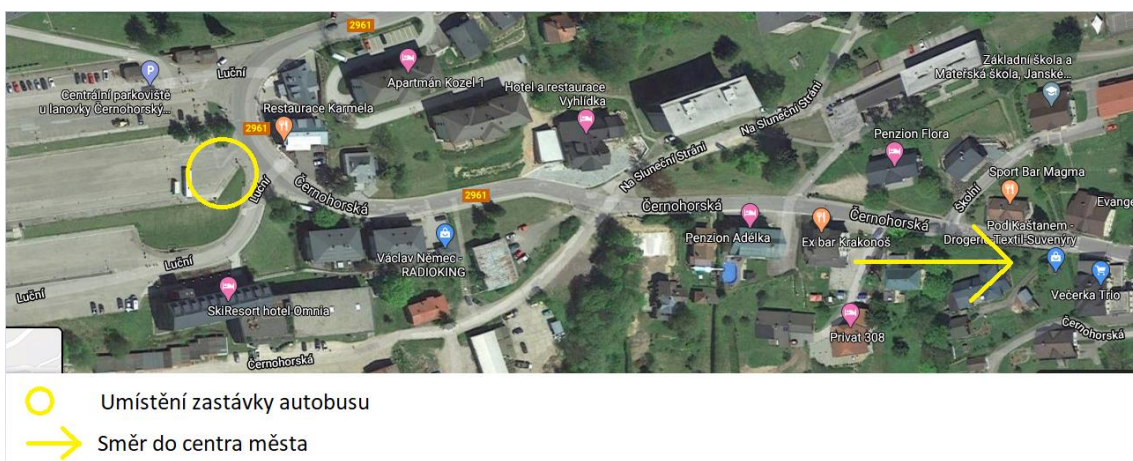 2961
Luční
Centrální parkoviště
u lanovky Černohorský...
Apartmán Kozel 1
Hotel a restaurace
Vyhlídka
Základní škola a
Mateřská škola, Janské...
Restaurace Karmela
2961
Na Sluneční Stráni
Penzion Flora
Na Sluneční Stráni
Luční
Černohorská
2961
Černohorská
Černohorská
Školní
Sport Bar Magma
Evange
Penzion Adélka
Ex bar Krakonoš
Pod Kaštanem -
Drogerie-Textil-Suvenýry
Václav Němec -
RADIOKING
Luční
Luční
SkiResort hotel Omnia
Večerka Trio
Privat 308
Černohorská
Černohorská
Umístění zastávky autobusu
Směr do centra města